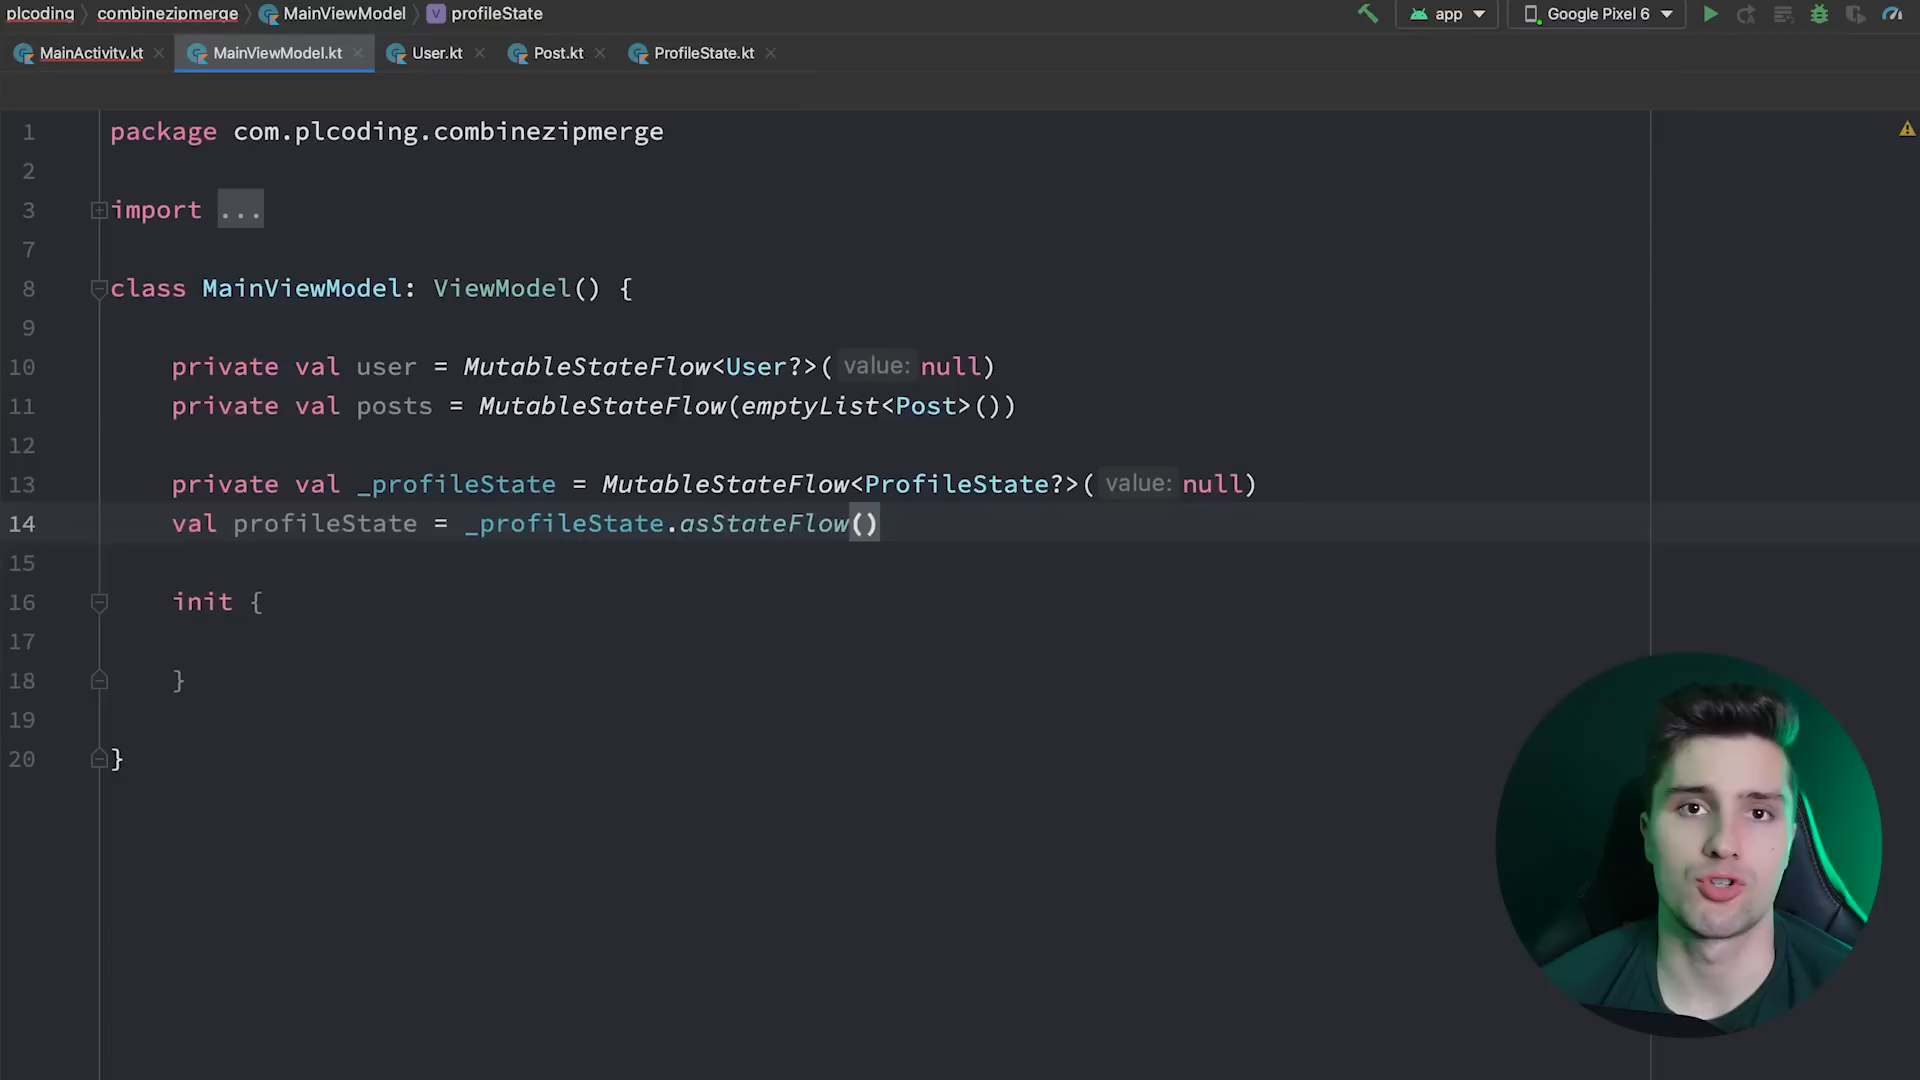 plcoding combinezipmerge MainViewModel V profileState app Google Pixel 6
MainActivity.kt MainViewModel.kt User.kt Post.kt ProfileState.kt
1 package com.plcoding.combinezipmerge
2
3 import ...
7
8 class MainViewModel: ViewModel() {
9
10 private val user = MutableStateFlow<User?>( value: null)
11 private val posts = MutableStateFlow(emptyList<Post>())
12
13 private val _profileState = MutableStateFlow<ProfileState?>( value: null)
14 val profileState = _profileState.asStateFlow()
15
16 init {
17
18 }
19
20 }